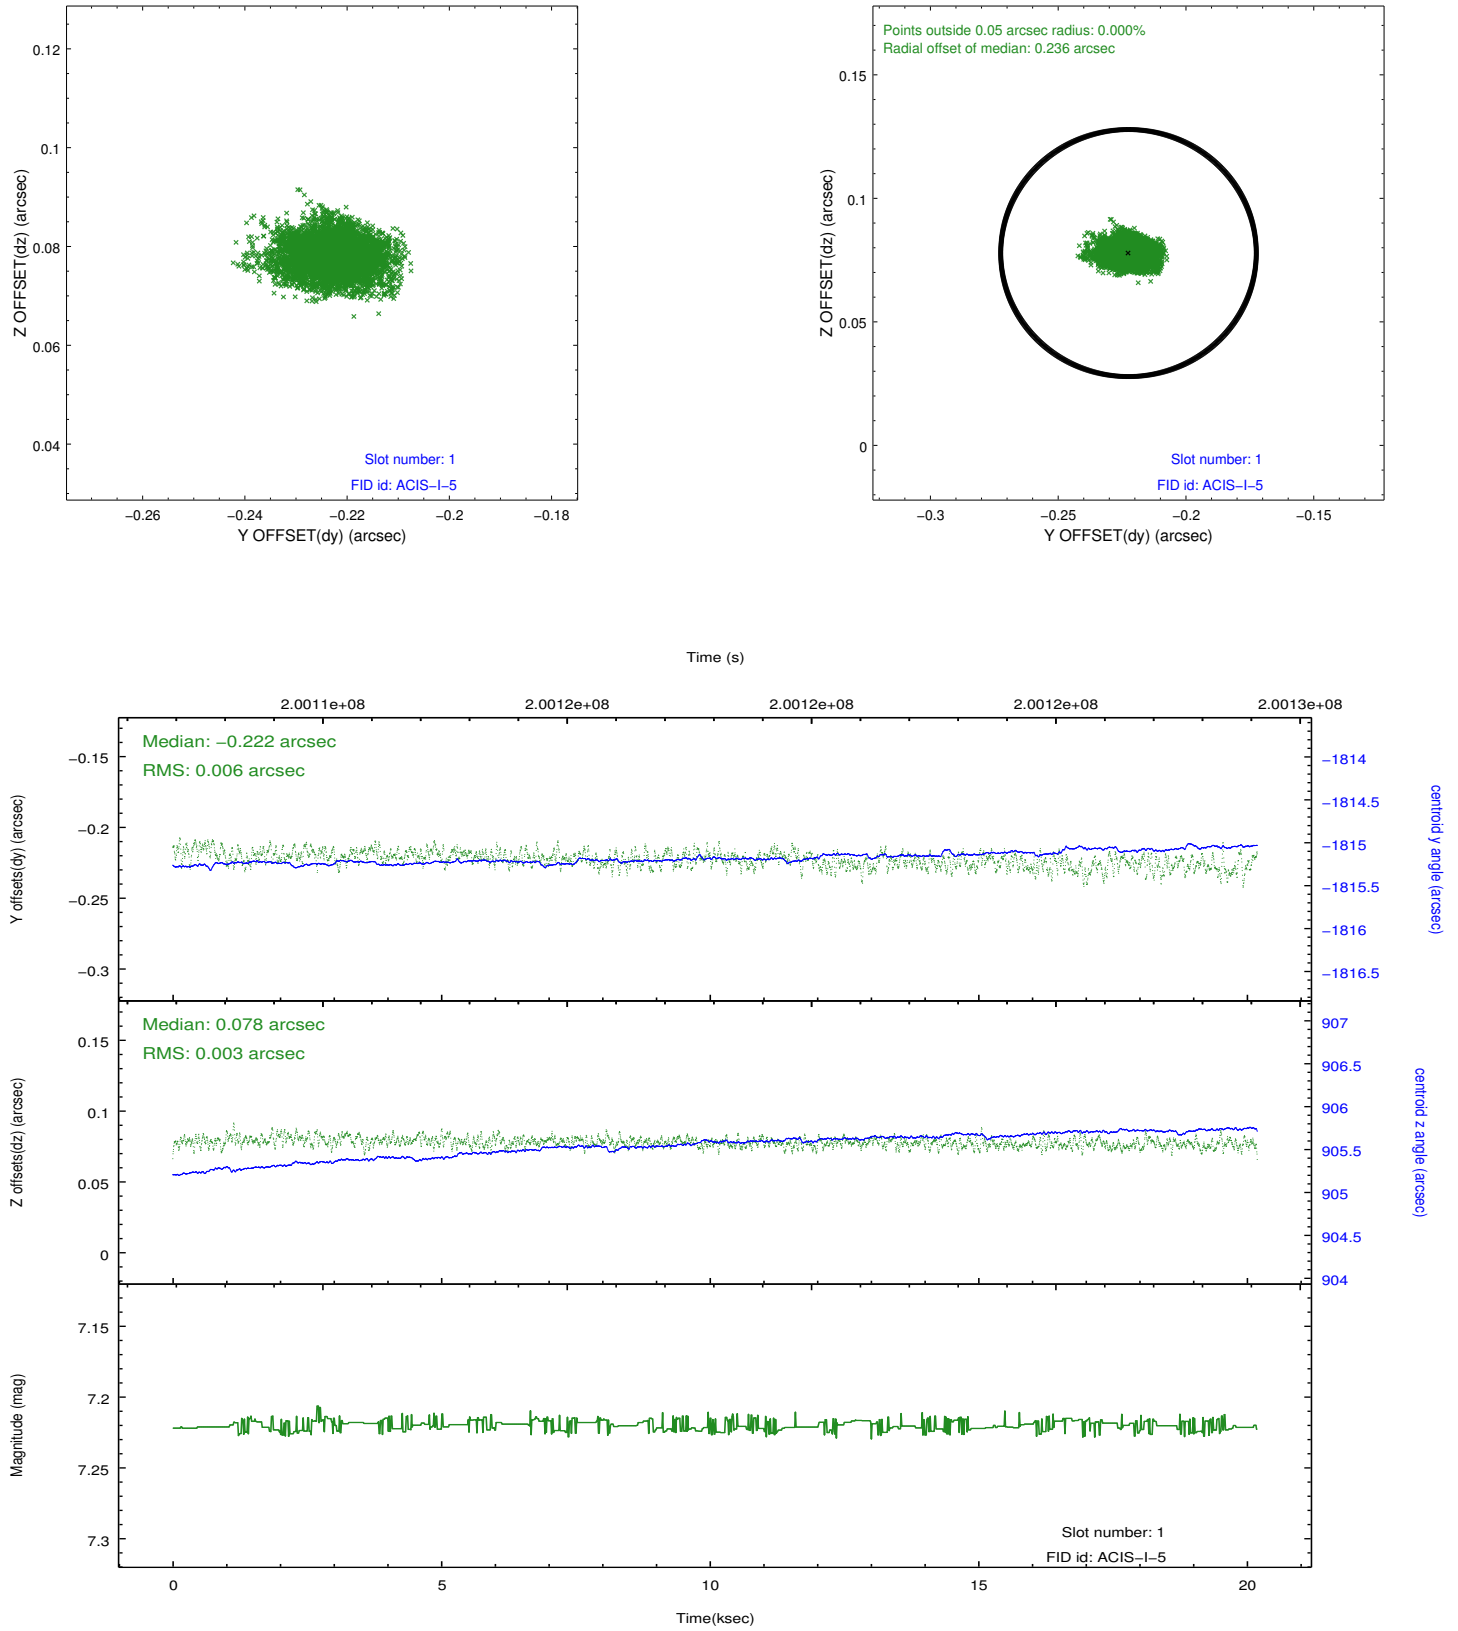 0.12
0.1
0.08
0.06
0.04
Z OFFSET(dz) (arcsec)
Slot number: 1
FID id: ACIS−I−5
−0.26 −0.24 −0.22 −0.2 −0.18
Y OFFSET(dy) (arcsec)
Points outside 0.05 arcsec radius: 0.000%
Radial offset of median: 0.236 arcsec
0.15
0.1
0.05
0
Z OFFSET(dz) (arcsec)
Slot number: 1
FID id: ACIS−I−5
−0.3 −0.25 −0.2 −0.15
Y OFFSET(dy) (arcsec)
Time (s)
2.0011e+08 2.0012e+08 2.0012e+08 2.0012e+08 2.0013e+08
Median: −0.222 arcsec
RMS: 0.006 arcsec
−0.15
−0.2
−0.25
−0.3
Y offsets(dy) (arcsec)
−1814
−1814.5
−1815
−1815.5
−1816
−1816.5
centroid y angle (arcsec)
Median: 0.078 arcsec
RMS: 0.003 arcsec
0.15
0.1
0.05
0
Z offsets(dz) (arcsec)
907
906.5
906
905.5
905
904.5
904
centroid z angle (arcsec)
7.15
7.2
7.25
7.3
Magnitude (mag)
Slot number: 1
FID id: ACIS−I−5
0 5 10 15 20
Time(ksec)